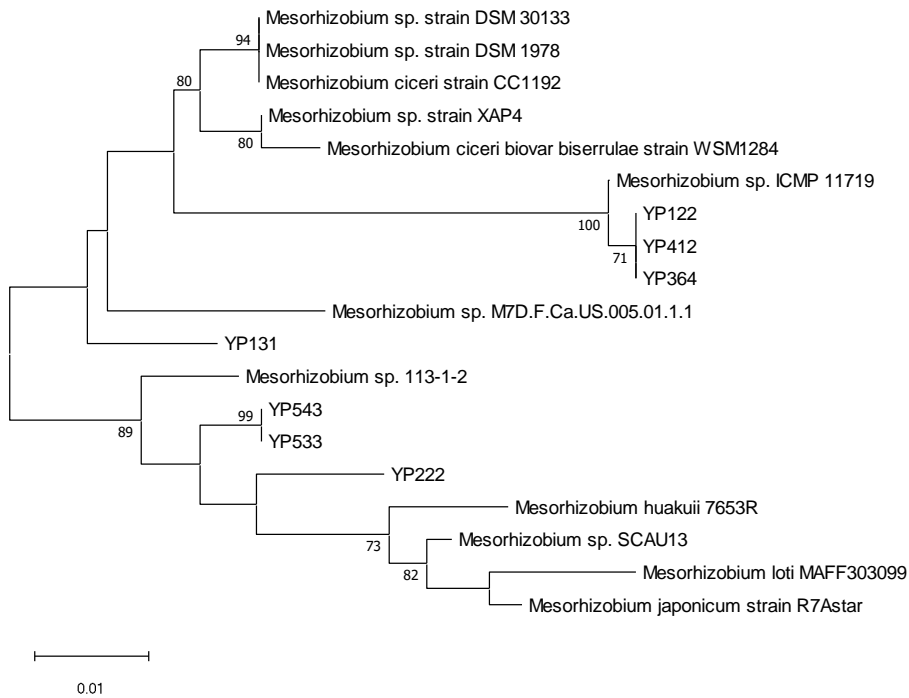 Mesorhizobium sp. strain DSM 30133
94
Mesorhizobium sp. strain DSM 1978
80
Mesorhizobium ciceri strain CC1192
Mesorhizobium sp. strain XAP4
80
Mesorhizobium ciceri biovar biserrulae strain WSM1284
Mesorhizobium sp. ICMP 11719
YP122
100
YP412
71
YP364
Mesorhizobium sp. M7D.F.Ca.US.005.01.1.1
YP131
Mesorhizobium sp. 113-1-2
YP543
99
89
YP533
YP222
Mesorhizobium huakuii 7653R
73
Mesorhizobium sp. SCAU13
82
Mesorhizobium loti MAFF303099
Mesorhizobium japonicum strain R7Astar
0.01